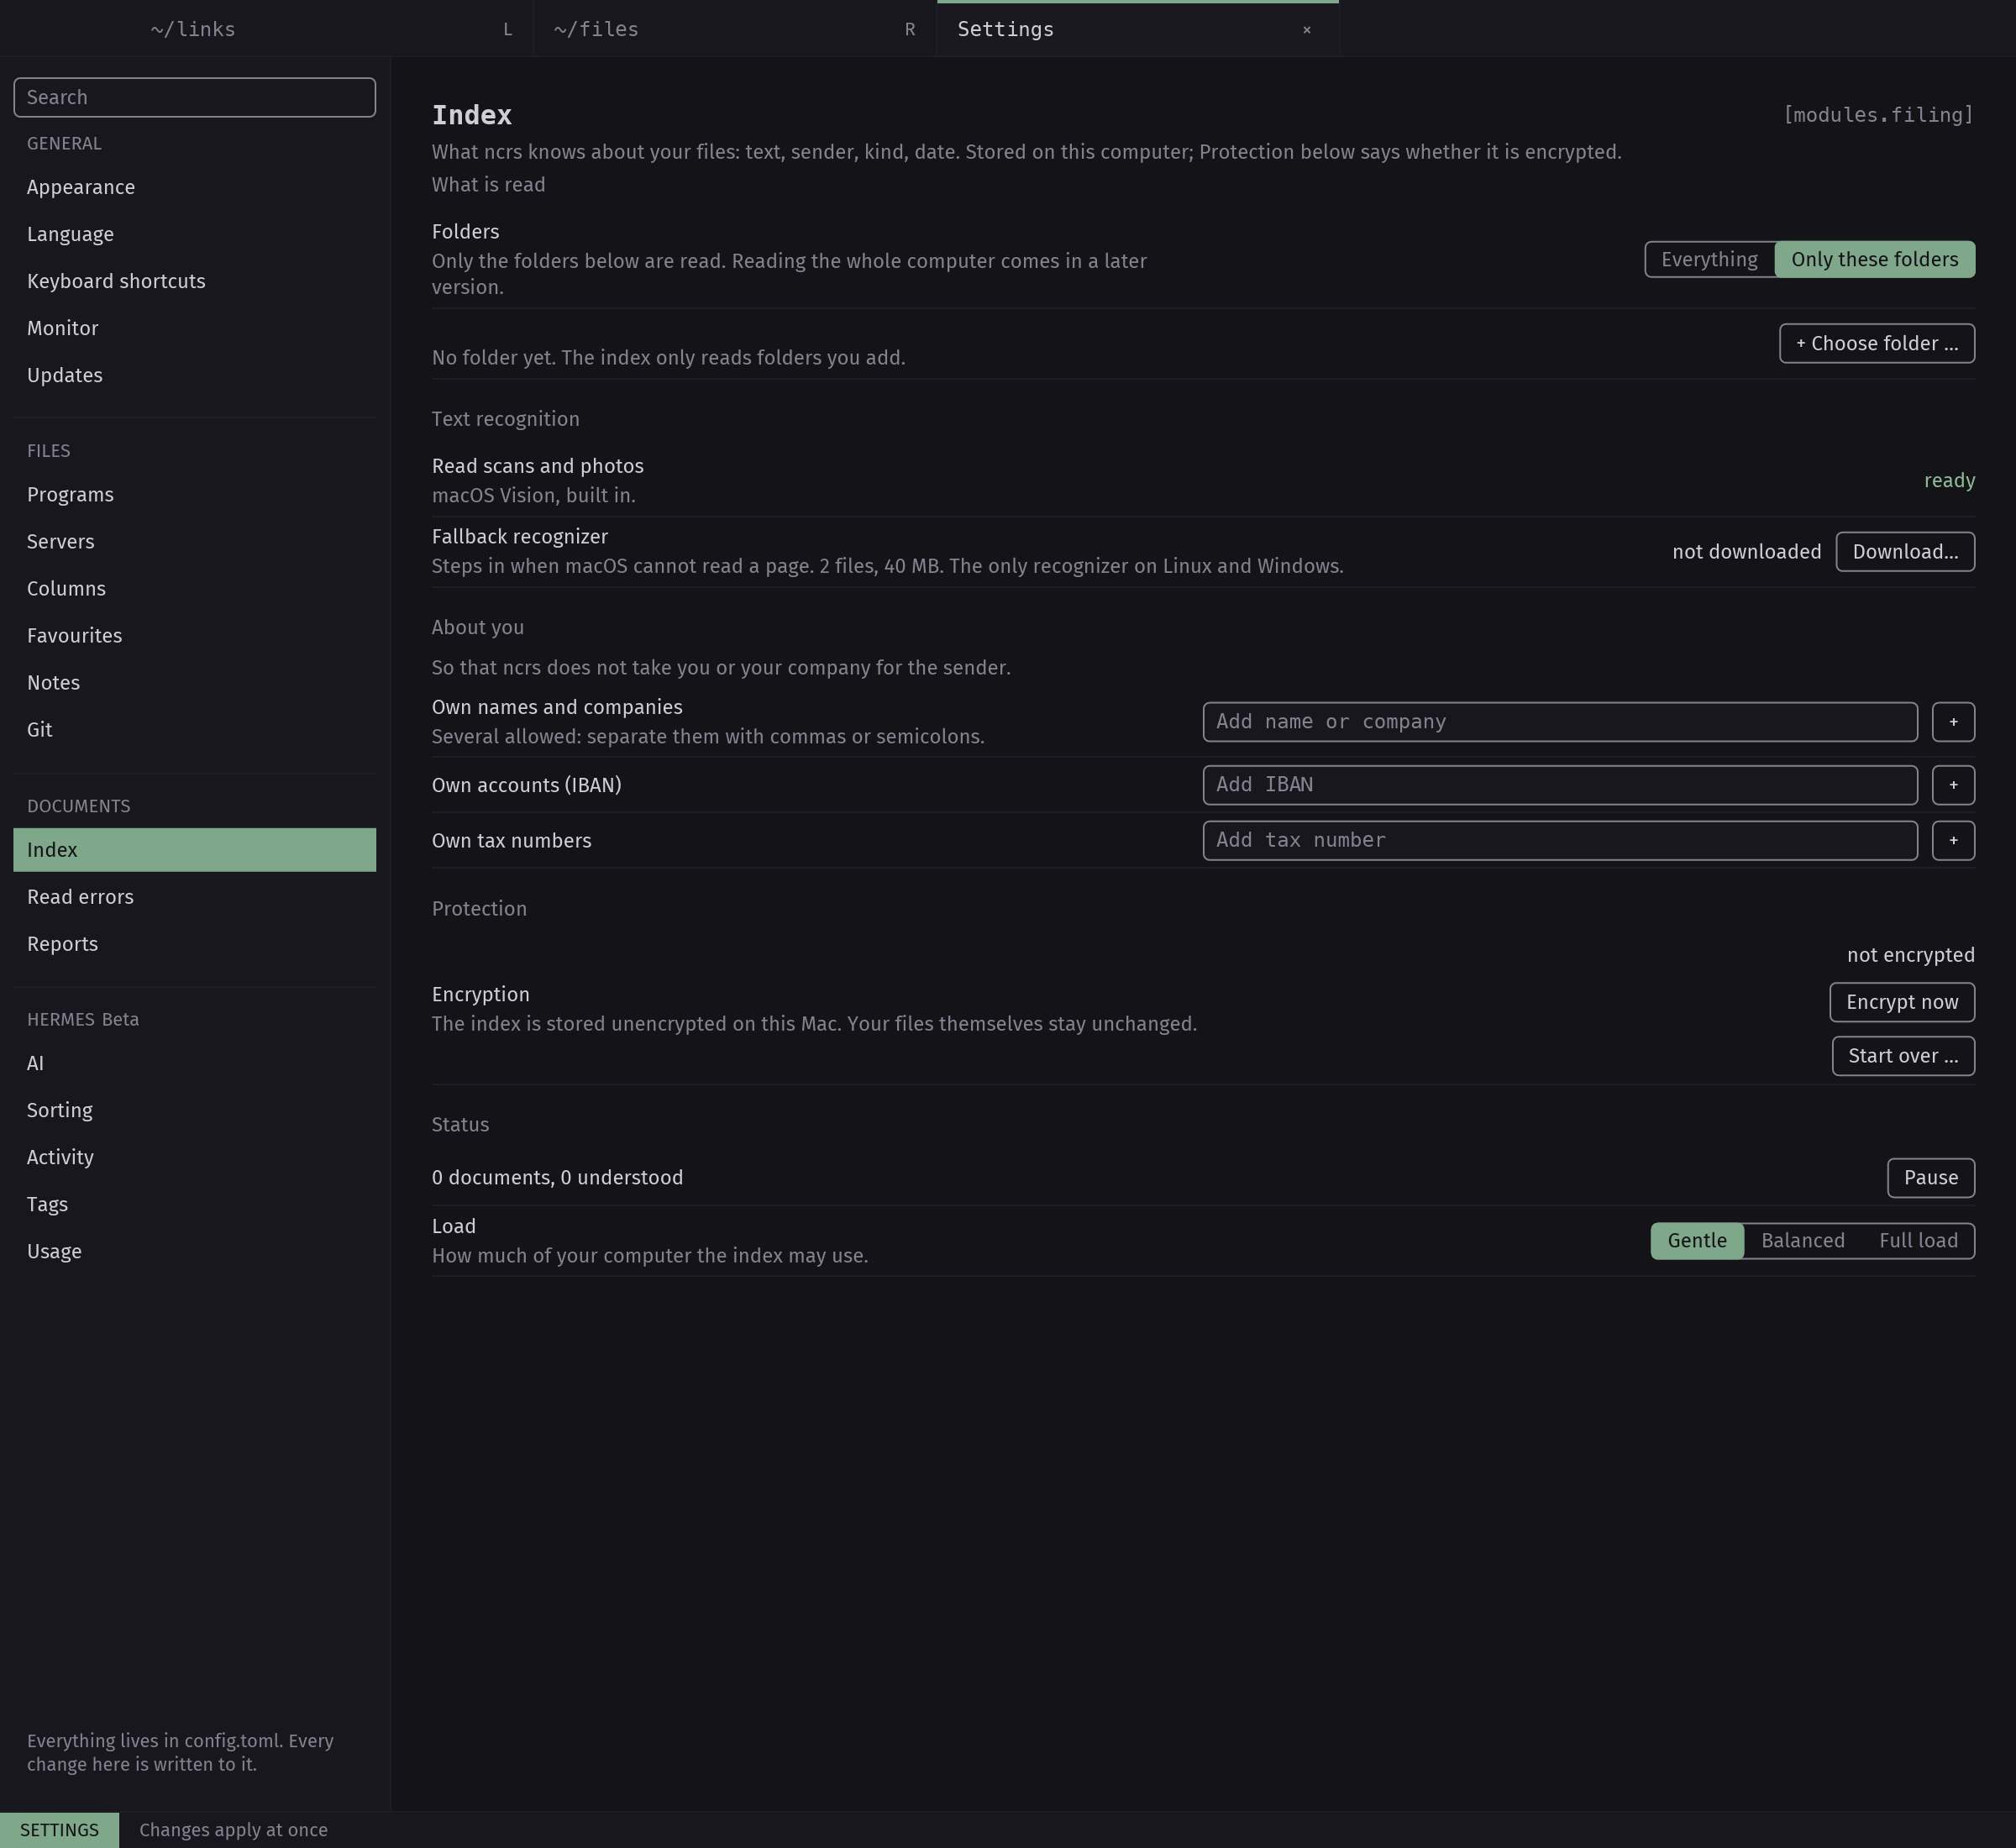 ~/links L ~/files R Settings ×
Search
GENERAL
Appearance
Language
Keyboard shortcuts
Monitor
Updates
FILES
Programs
Servers
Columns
Favourites
Notes
Git
DOCUMENTS
Index
Read errors
Reports
HERMES Beta
AI
Sorting
Activity
Tags
Usage
Everything lives in config.toml. Every
change here is written to it.
Index [modules.filing]
What ncrs knows about your files: text, sender, kind, date. Stored on this computer; Protection below says whether it is encrypted.
What is read
Folders
Only the folders below are read. Reading the whole computer comes in a later
version.
Everything Only these folders
No folder yet. The index only reads folders you add.
+ Choose folder ...
Text recognition
Read scans and photos
macOS Vision, built in.
ready
Fallback recognizer
Steps in when macOS cannot read a page. 2 files, 40 MB. The only recognizer on Linux and Windows.
not downloaded Download...
About you
So that ncrs does not take you or your company for the sender.
Own names and companies
Several allowed: separate them with commas or semicolons.
Add name or company +
Own accounts (IBAN) Add IBAN +
Own tax numbers Add tax number +
Protection
not encrypted
Encryption
The index is stored unencrypted on this Mac. Your files themselves stay unchanged.
Encrypt now
Start over ...
Status
0 documents, 0 understood Pause
Load
How much of your computer the index may use.
Gentle Balanced Full load
SETTINGS Changes apply at once